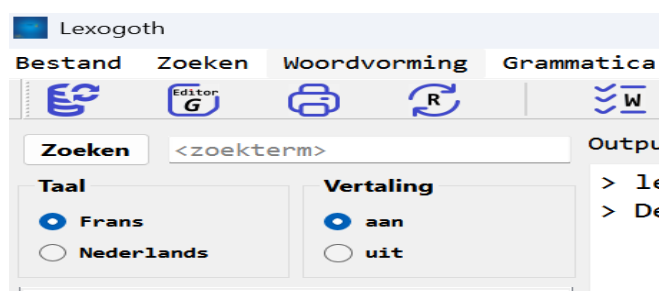 Lexogoth
Bestand Zoeken Woordvorming Grammatica
Editor
G R W
Zoeken <zoekterm> Outpu
Taal Vertaling > le
Frans aan > De
Nederlands uit